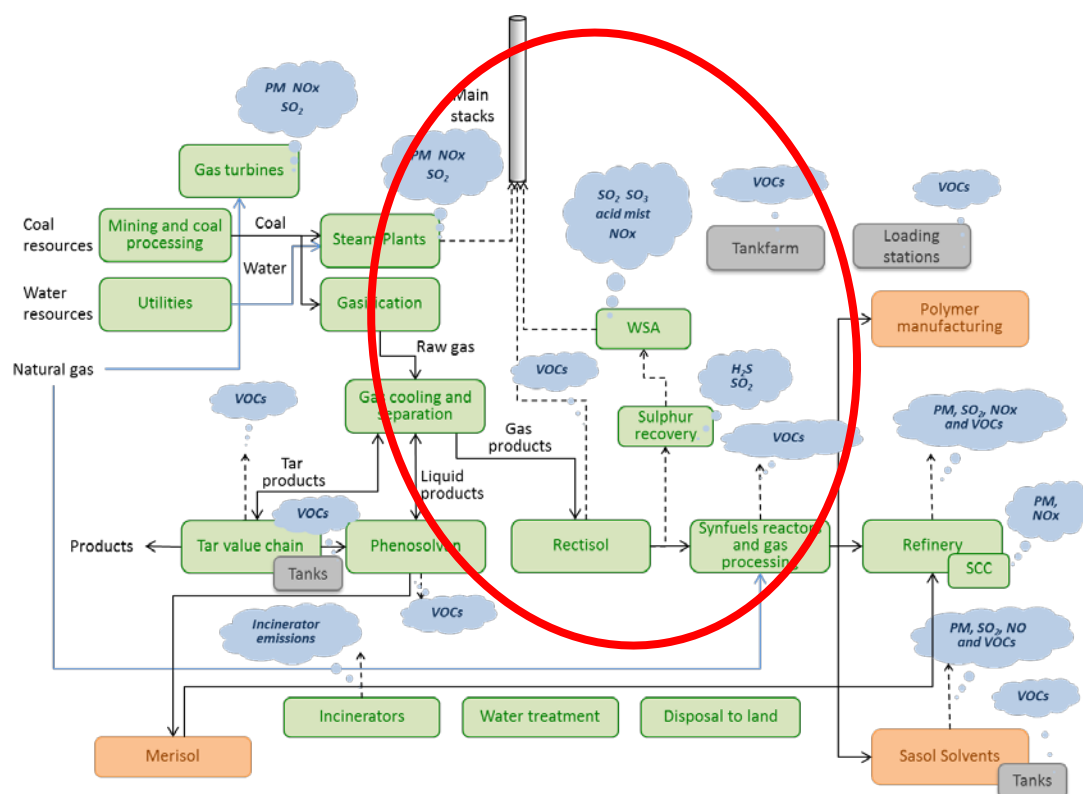 Main
stacks
PM NOx
SO2
PM NOx
SO2
Gas turbines
SO2 SO3
acid mist
NOx
VOCs
VOCs
Coal
resources
Mining and coal
processing
Coal
Steam Plants
Tankfarm
Loading
stations
Water
Water
resources
Utilities
Gasification
WSA
Polymer
manufacturing
Raw gas
Natural gas
VOCs
H2S
SO2
VOCs
Gas cooling and
separation
Sulphur
recovery
PM, SO2, NOx
and VOCs
VOCs
Gas
products
Tar
products
Liquid
products
VOCs
PM,
NOx
Products
Tar value chain
Tanks
Phenosolvan
Rectisol
Synfuels reactors
and gas
processing
Refinery
SCC
VOCs
Incinerator
emissions
PM, SO2, NO
and VOCs
VOCs
Incinerators
Water treatment
Disposal to land
Merisol
Sasol Solvents
Tanks